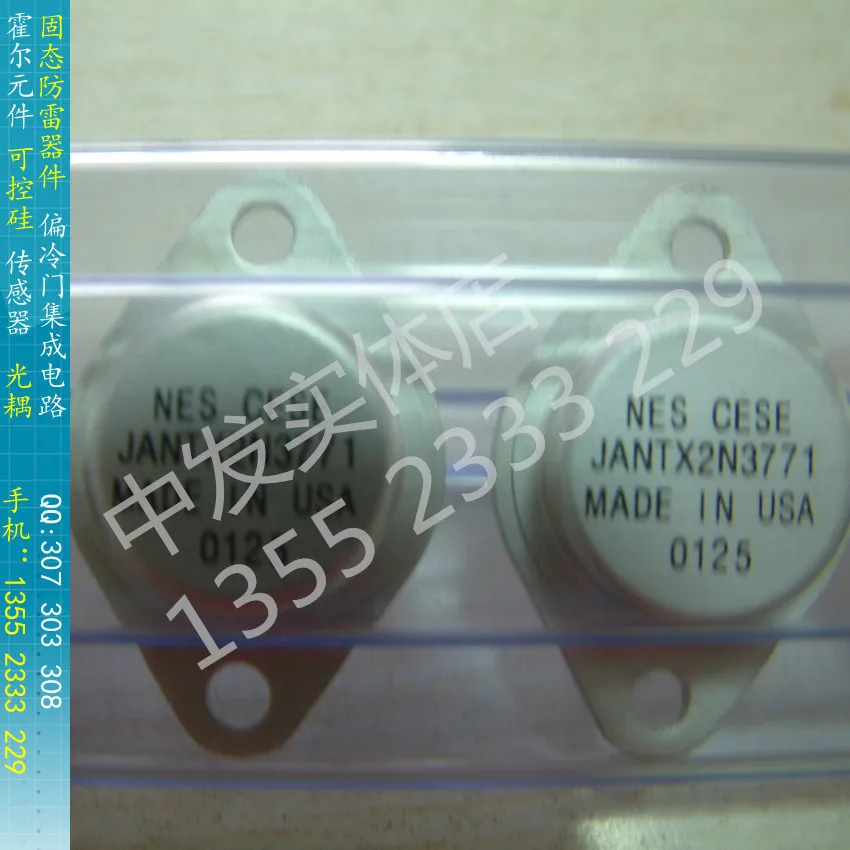 固态防雷器件 偏冷门集成电路
霍尔元件 可控硅 传感器 光耦
QQ:307 303 308
手机：1355 2333 229
NES CESE
JANTX2N3771
MADE IN USA
0125
NES CESE
JANTX2N3771
MADE IN USA
0125
中发实体店
1355 2333 229